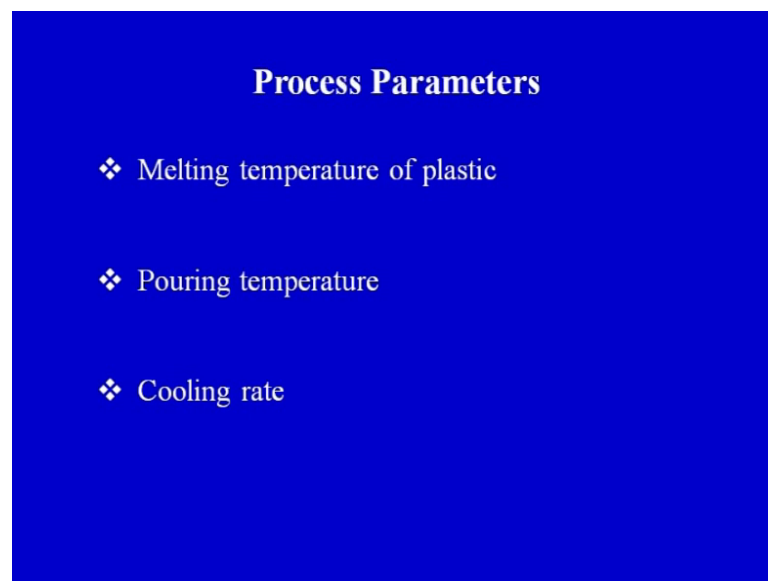 Process Parameters
❖ Melting temperature of plastic
❖ Pouring temperature
❖ Cooling rate